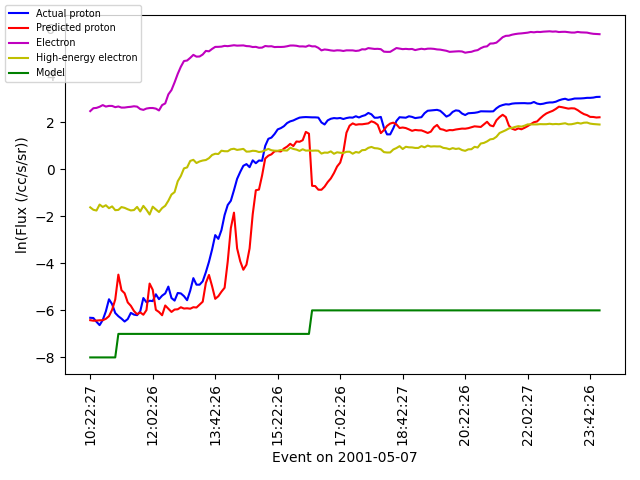 Actual proton
Predicted proton
Electron
High-energy electron
Model
ln(Flux (/cc/s/sr))
4
2
0
−2
−4
−6
−8
10:22:27
12:02:26
13:42:26
15:22:26
17:02:26
18:42:27
20:22:26
22:02:27
23:42:26
Event on 2001-05-07